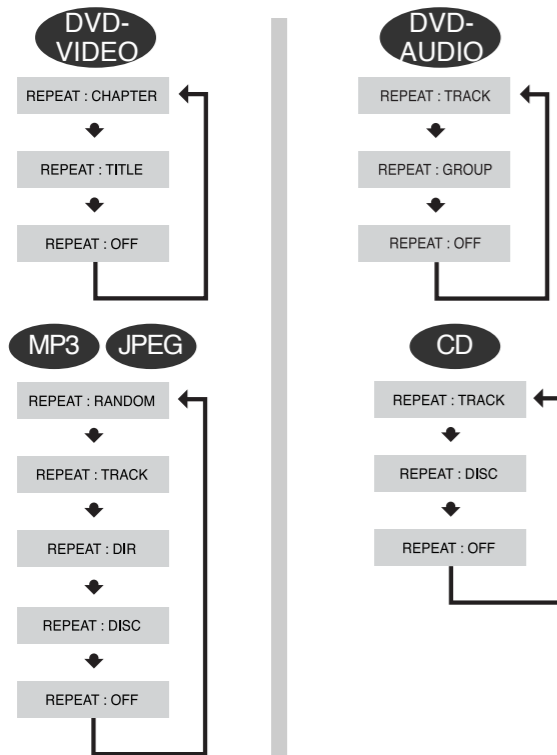 DVD-
VIDEO
REPEAT : CHAPTER
REPEAT : TITLE
REPEAT : OFF
DVD-
AUDIO
REPEAT : TRACK
REPEAT : GROUP
REPEAT : OFF
MP3 JPEG
REPEAT : RANDOM
REPEAT : TRACK
REPEAT : DIR
REPEAT : DISC
REPEAT : OFF
CD
REPEAT : TRACK
REPEAT : DISC
REPEAT : OFF